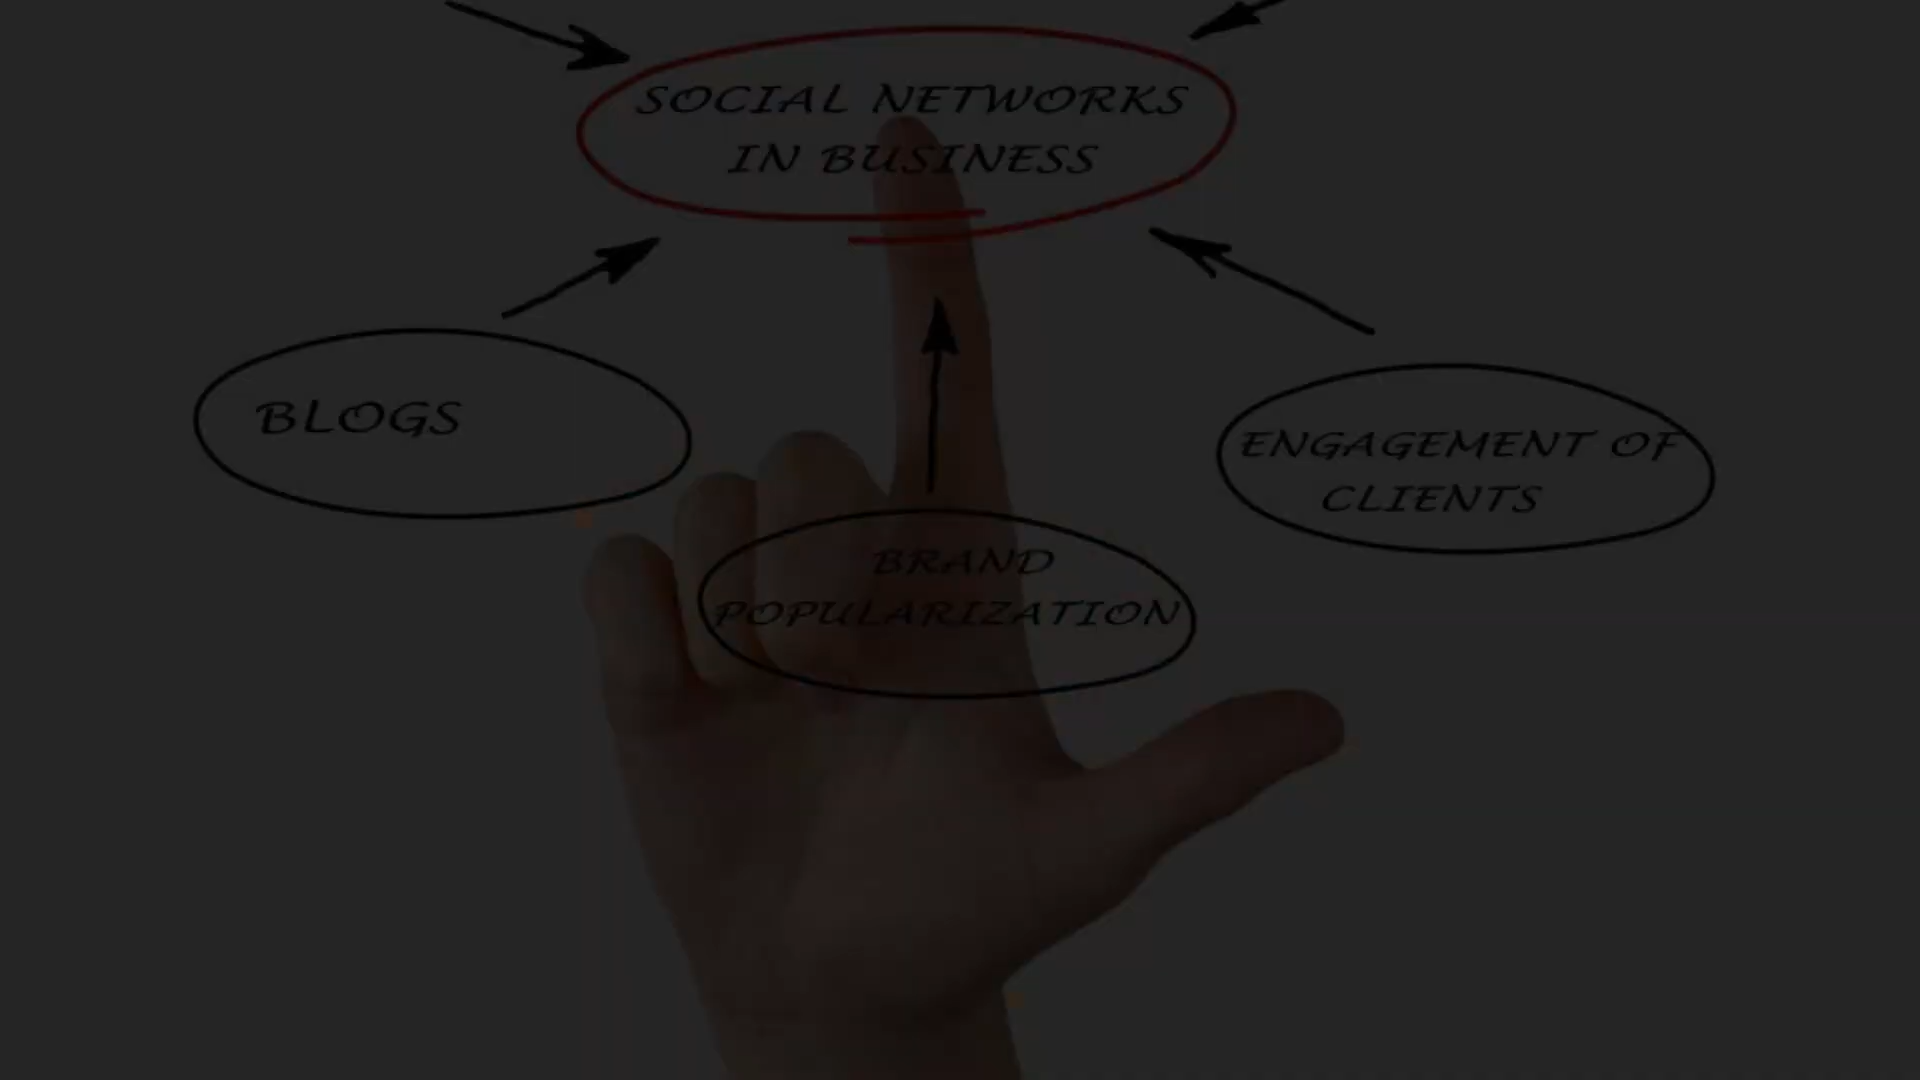 SOCIAL NETWORKS
IN BUSINESS
BLOGS
ENGAGEMENT OF
CLIENTS
BRAND
POPULARIZATION